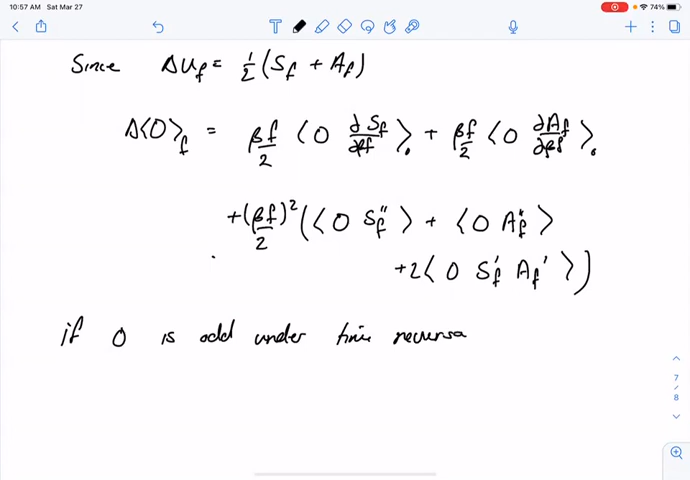 10:57 AM Sat Mar 27
74%
Since ΔU_f = 1/2 (S_f + A_f)
Δ⟨O⟩_f = βf/2 ⟨O ∂S_f/∂βf⟩_0 + βf/2 ⟨O ∂A_f/∂βf⟩_0
+ (βf)²/2 (⟨O S_f''⟩ + ⟨O A_f''⟩
+2⟨O S_f' A_f'⟩)
if O is odd under time reversa
7
/
8